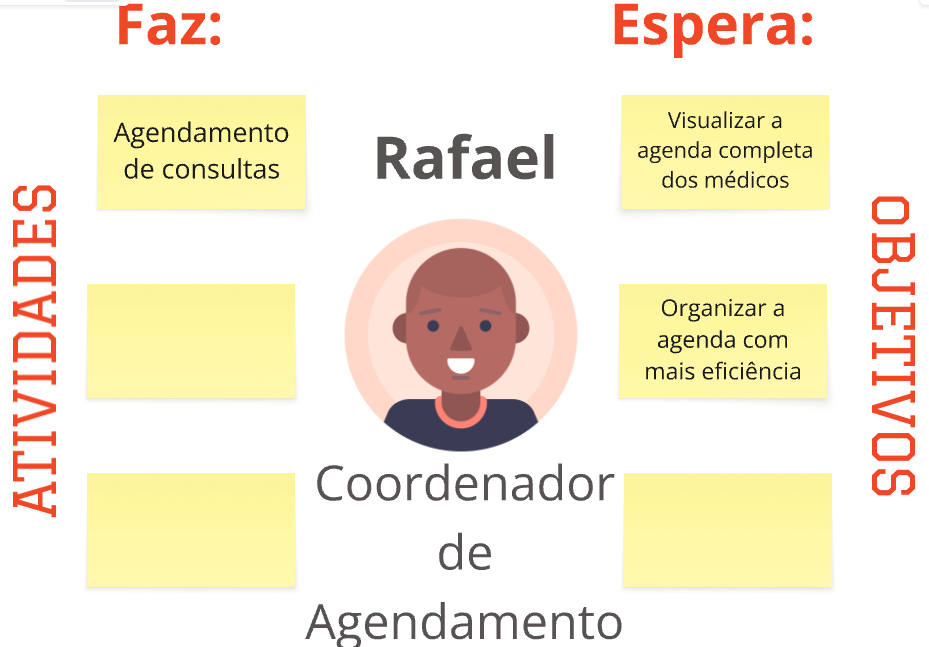 Faz:
Espera:
ATIVIDADES
Agendamento
de consultas
Rafael
Coordenador
de
Agendamento
Visualizar a
agenda completa
dos médicos
Organizar a
agenda com
mais eficiência
OBJETIVOS